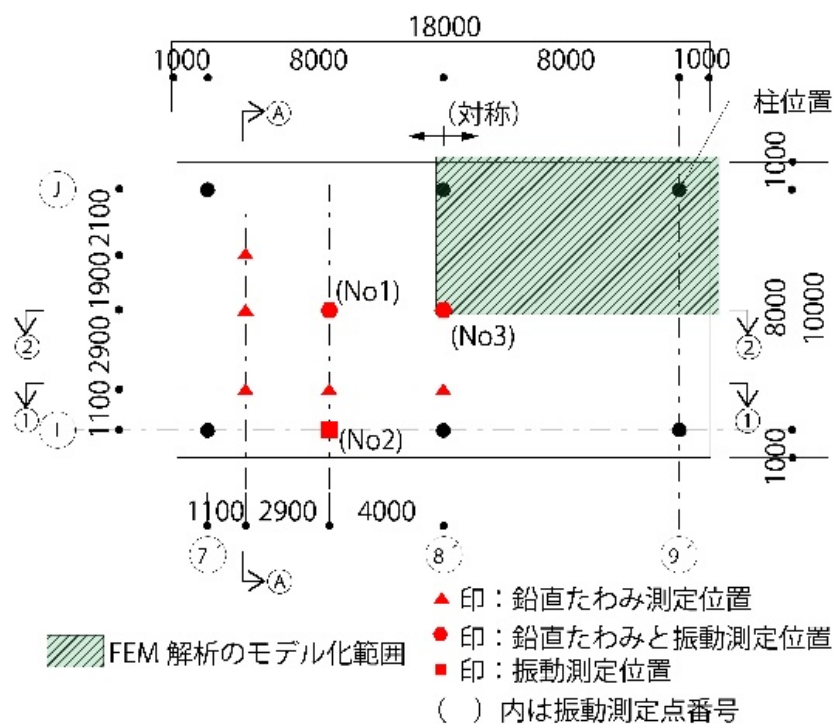 18000
1000 8000 8000 1000
Ⓐ (対称) 柱位置
J 1000
2100
1900 (No1)
② (No3) 8000 10000 ②
2900
① 1100 ①
I (No2) 1000
1100 2900 4000
7 8 9
Ⓐ
▲ 印：鉛直たわみ測定位置
● 印：鉛直たわみと振動測定位置
FEM 解析のモデル化範囲
■ 印：振動測定位置
(　) 内は振動測定点番号